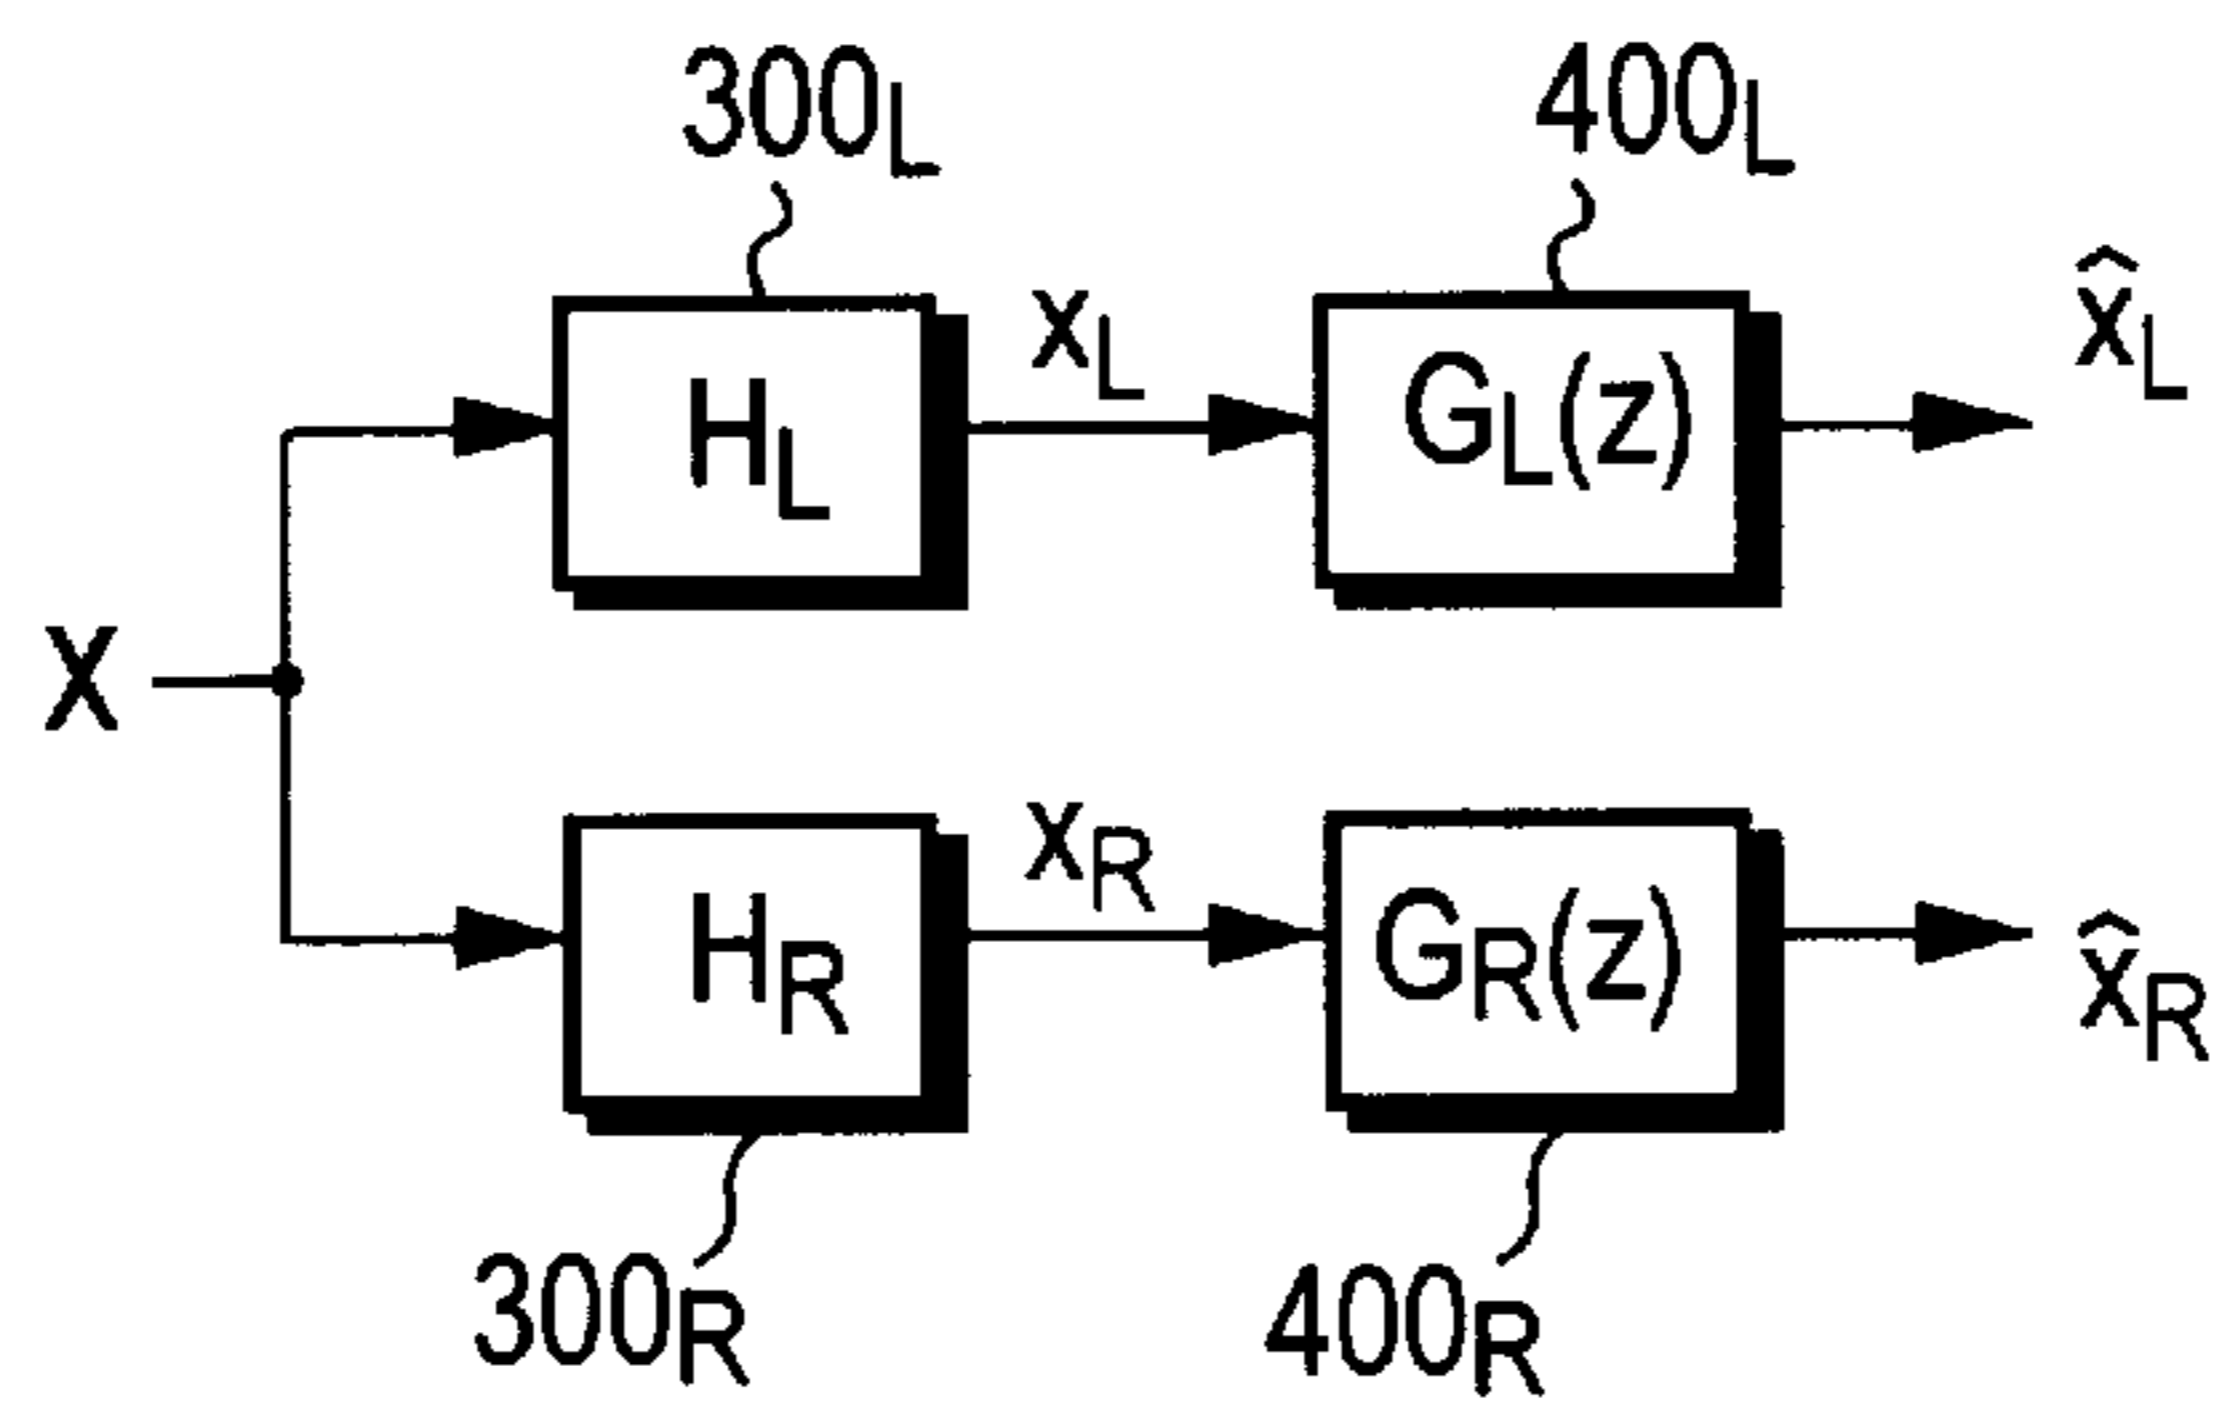 300L 400L
xL x̂L
HL GL(z)
X
xR x̂R
HR GR(z)
300R 400R